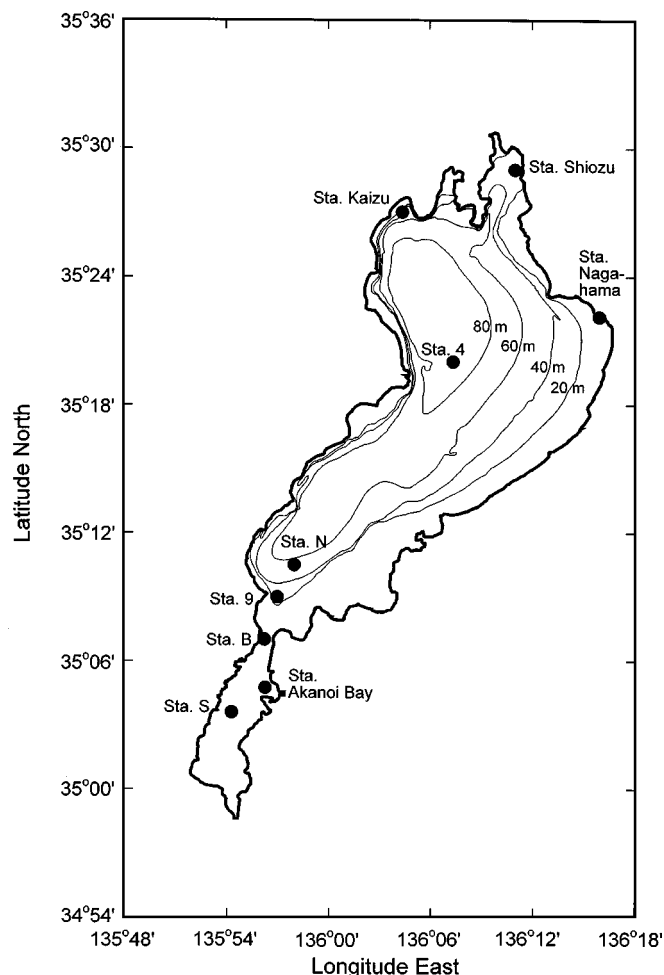 35°36'
35°30'
35°24'
35°18'
35°12'
35°06'
35°00'
34°54'
Latitude North
Sta. Shiozu
Sta. Kaizu
Sta.
Naga-
hama
80 m
60 m
40 m
20 m
Sta. 4
Sta. N
Sta. 9
Sta. B
Sta.
Akanoi Bay
Sta. S
135°48' 135°54' 136°00' 136°06' 136°12' 136°18'
Longitude East